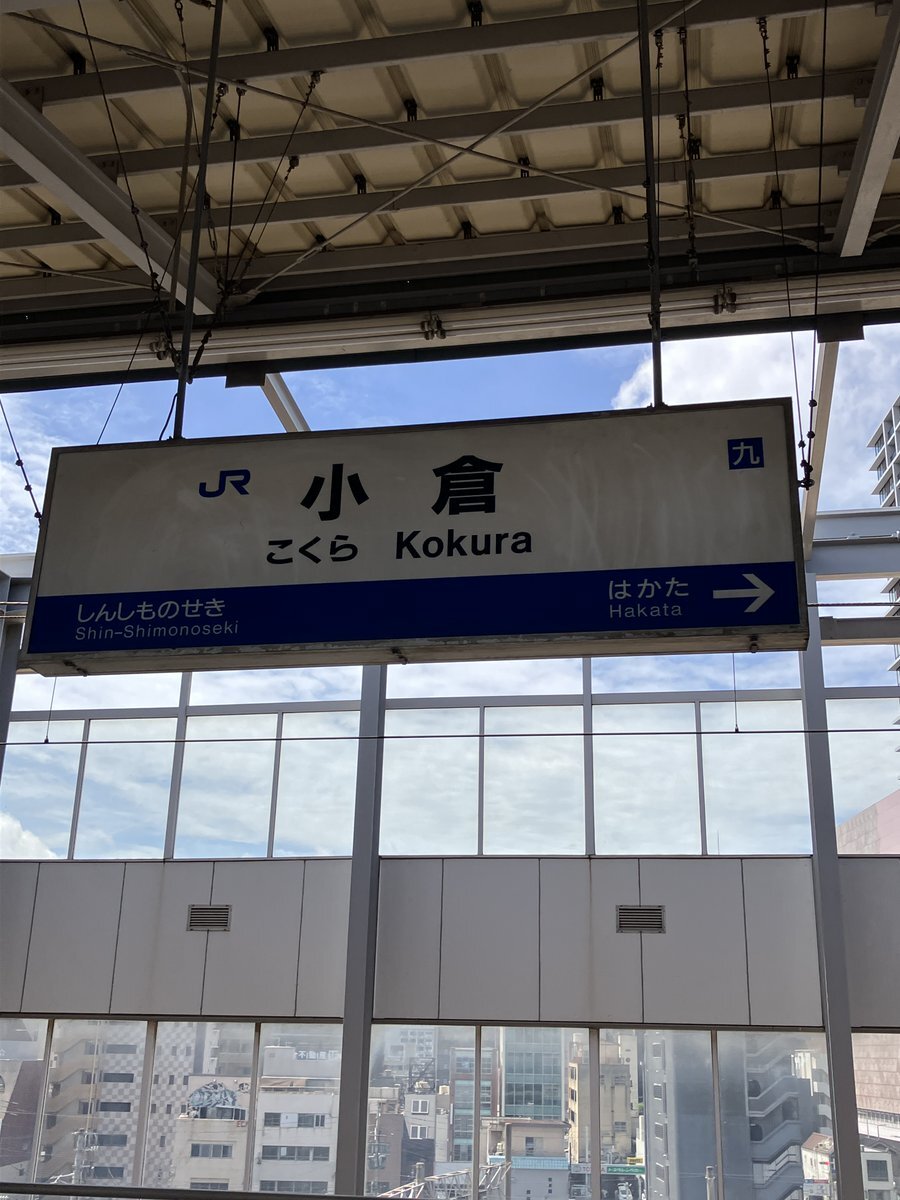 JR 小倉 九
こくら Kokura
しんしものせき はかた →
Shin-Shimonoseki Hakata